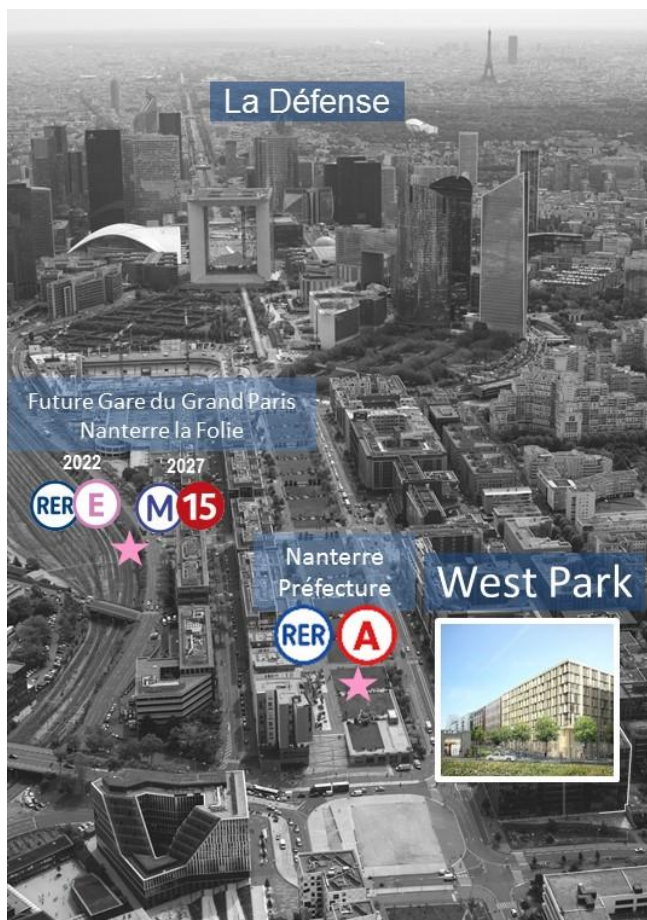 La Défense
Future Gare du Grand Paris
Nanterre la Folie
2022 2027
RER E M 15
Nanterre
Préfecture
RER A
West Park